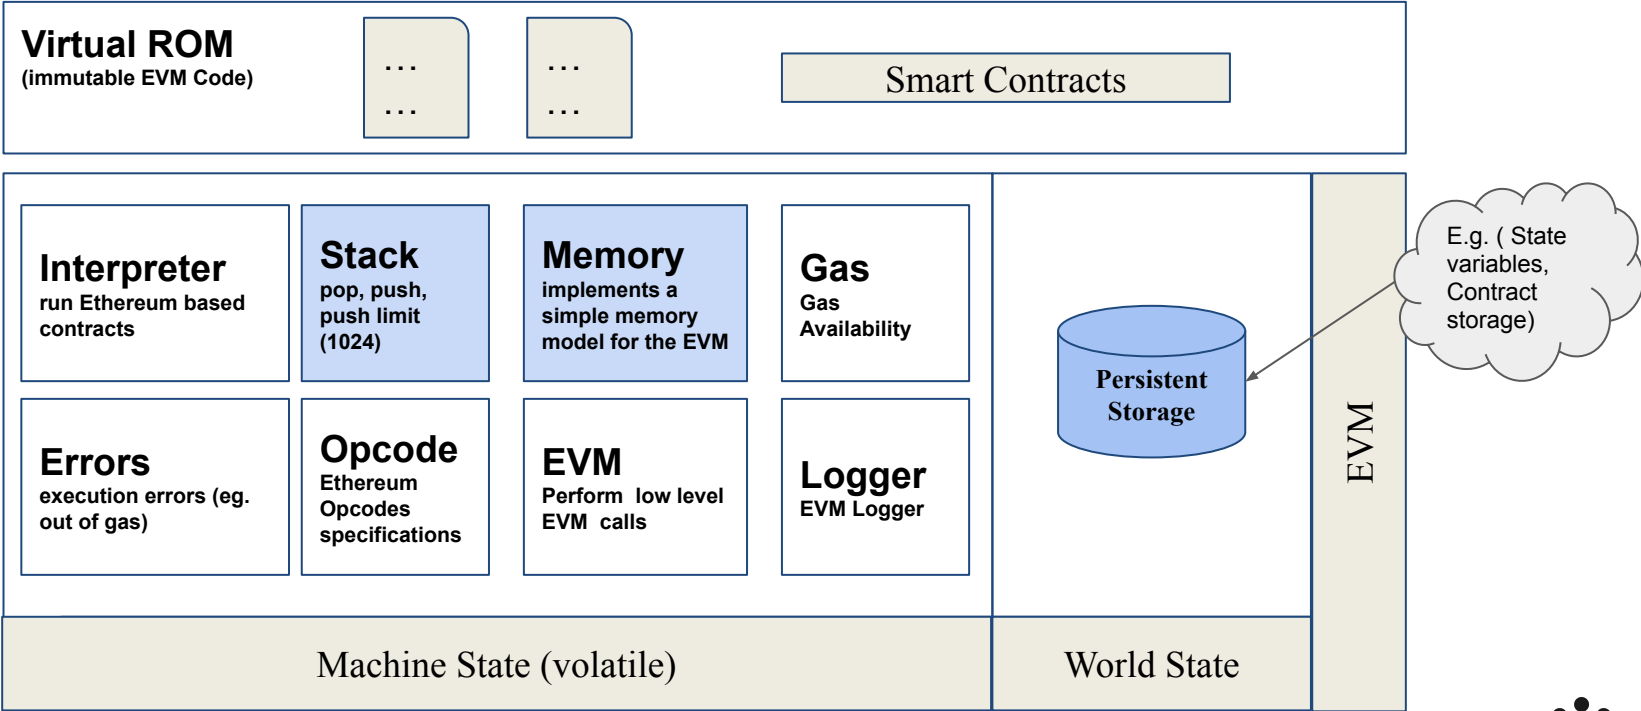 Virtual ROM
(immutable EVM Code)
...
...
...
...
Smart Contracts
Interpreter
run Ethereum based
contracts
Stack
pop, push,
push limit
(1024)
Memory
implements a
simple memory
model for the EVM
Gas
Gas
Availability
Errors
execution errors (eg.
out of gas)
Opcode
Ethereum
Opcodes
specifications
EVM
Perform low level
EVM calls
Logger
EVM Logger
Persistent
Storage
EVM
E.g. ( State
variables,
Contract
storage)
Machine State (volatile)
World State